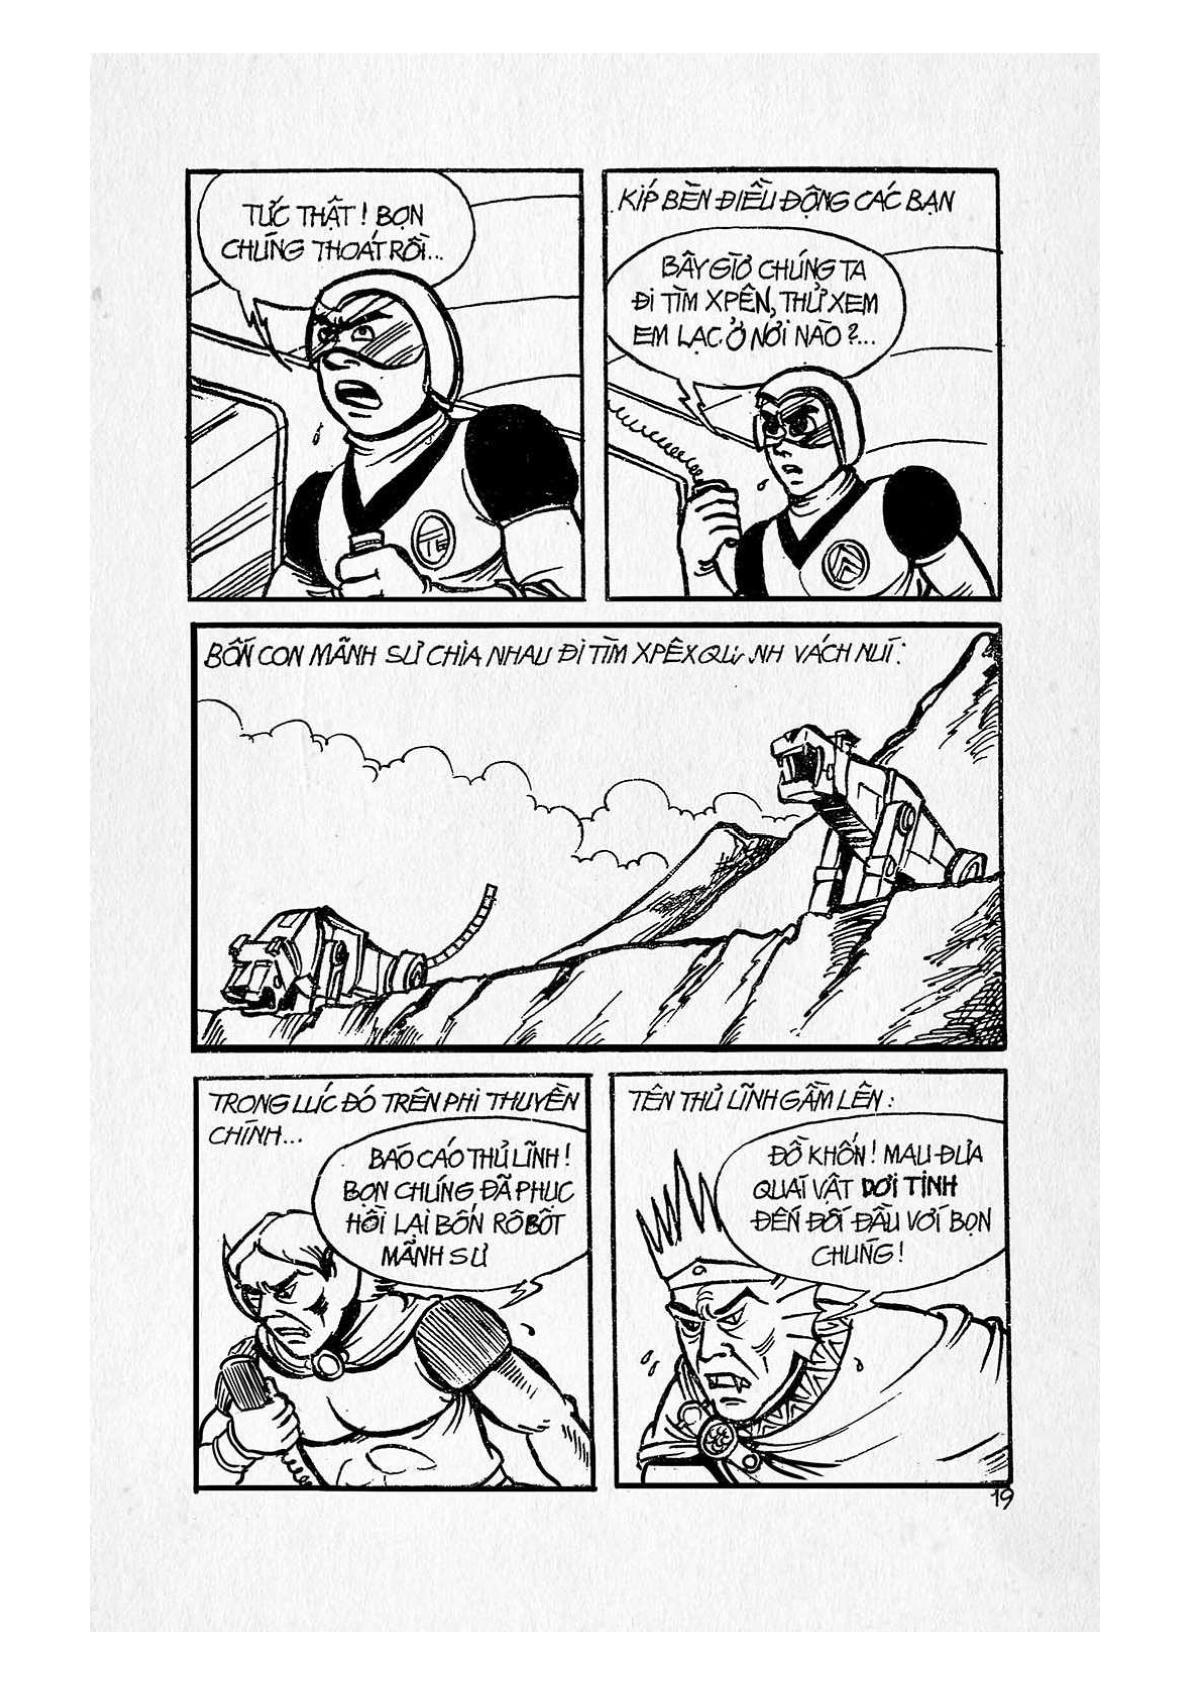 TỨC THẬT! BỌN
CHÚNG THOÁT RỒI...
KÍP BÈN ĐIỀU ĐỘNG CÁC BẠN
BÂY GIỜ CHÚNG TA
ĐI TÌM XPÊN, THỬ XEM
EM LẠC Ở NƠI NÀO?...
BỐN CON MÃNH SƯ CHIA NHAU ĐI TÌM XPÊX VÁCH NÚI:
TRONG LÚC ĐÓ TRÊN PHI THUYỀN
CHÍNH...
BÁO CÁO THỦ LĨNH!
BỌN CHÚNG ĐÃ PHỤC
HỒI LẠI BỐN RÔ BỐT
MÃNH SƯ
TÊN THỦ LĨNH GẦM LÊN:
ĐỒ KHỐN! MAU ĐƯA
QUÁI VẬT DƠI TINH
ĐẾN ĐỐI ĐẦU VỚI BỌN
CHÚNG!
19